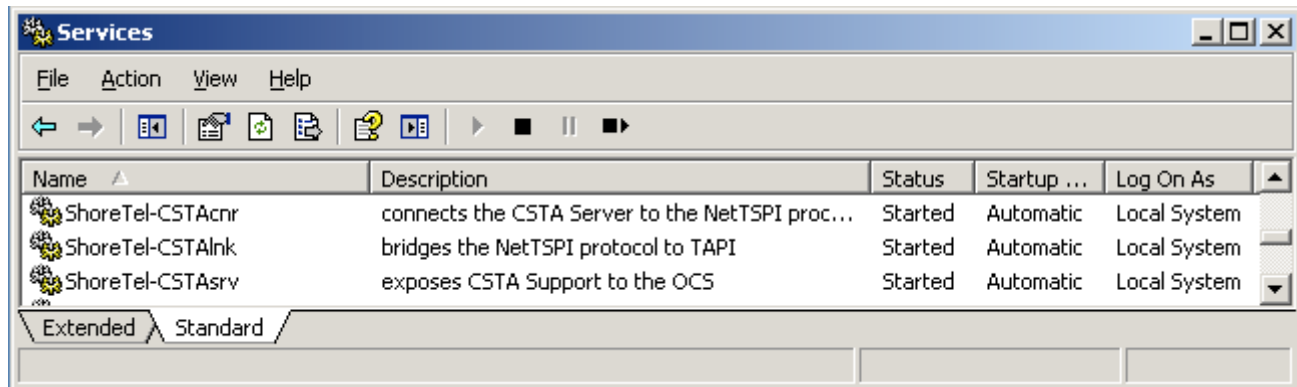 Services
File Action View Help
Name Description Status Startup ... Log On As
ShoreTel-CSTAcnr connects the CSTA Server to the NetTSPI proc... Started Automatic Local System
ShoreTel-CSTAlnk bridges the NetTSPI protocol to TAPI Started Automatic Local System
ShoreTel-CSTAsrv exposes CSTA Support to the OCS Started Automatic Local System
Extended Standard